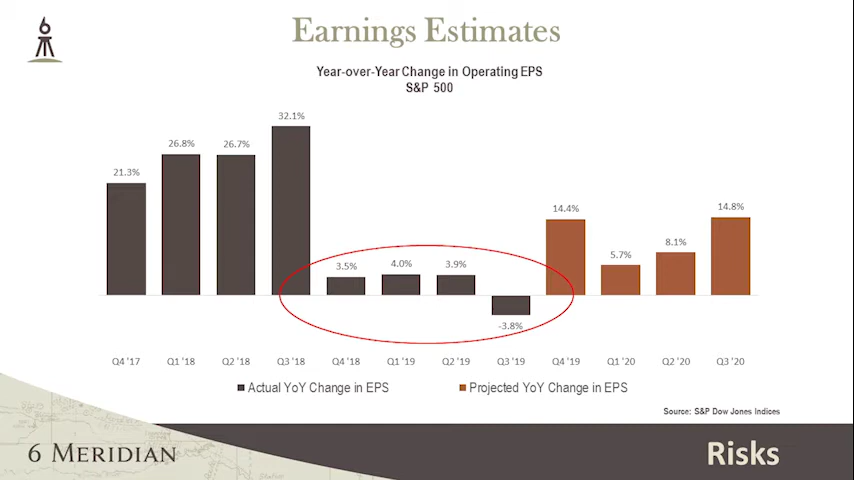 6
Earnings Estimates
Year-over-Year Change in Operating EPS
S&P 500
21.3%
26.8%
26.7%
32.1%
3.5%
4.0%
3.9%
-3.8%
14.4%
5.7%
8.1%
14.8%
Q4 '17 Q1 '18 Q2 '18 Q3 '18 Q4 '18 Q1 '19 Q2 '19 Q3 '19 Q4 '19 Q1 '20 Q2 '20 Q3 '20
Actual YoY Change in EPS Projected YoY Change in EPS
Source: S&P Dow Jones Indices
6 MERIDIAN
Risks